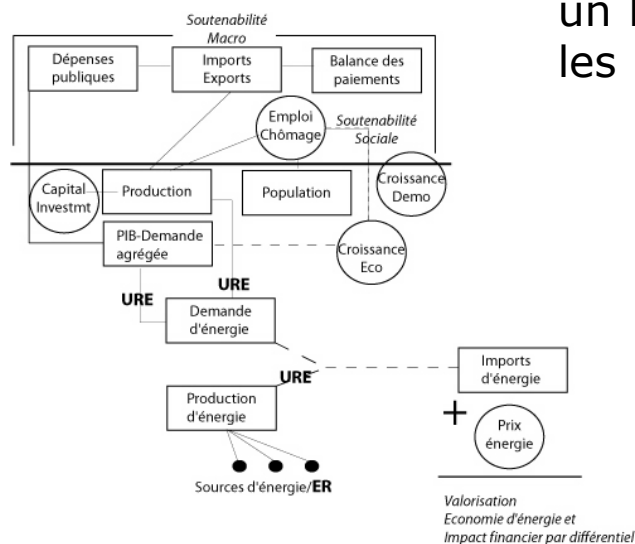 un
les
Soutenabilité
Macro
Dépenses
publiques
Imports
Exports
Balance des
paiements
Emploi
Chômage
Soutenabilité
Sociale
Capital
Investmt
Production
Population
Croissance
Demo
PIB-Demande
agrégée
Croissance
Eco
URE
URE
Demande
d'énergie
URE
Imports
d'énergie
Production
d'énergie
+
Prix
énergie
Sources d'énergie/ER
Valorisation
Economie d'énergie et
Impact financier par différentiel